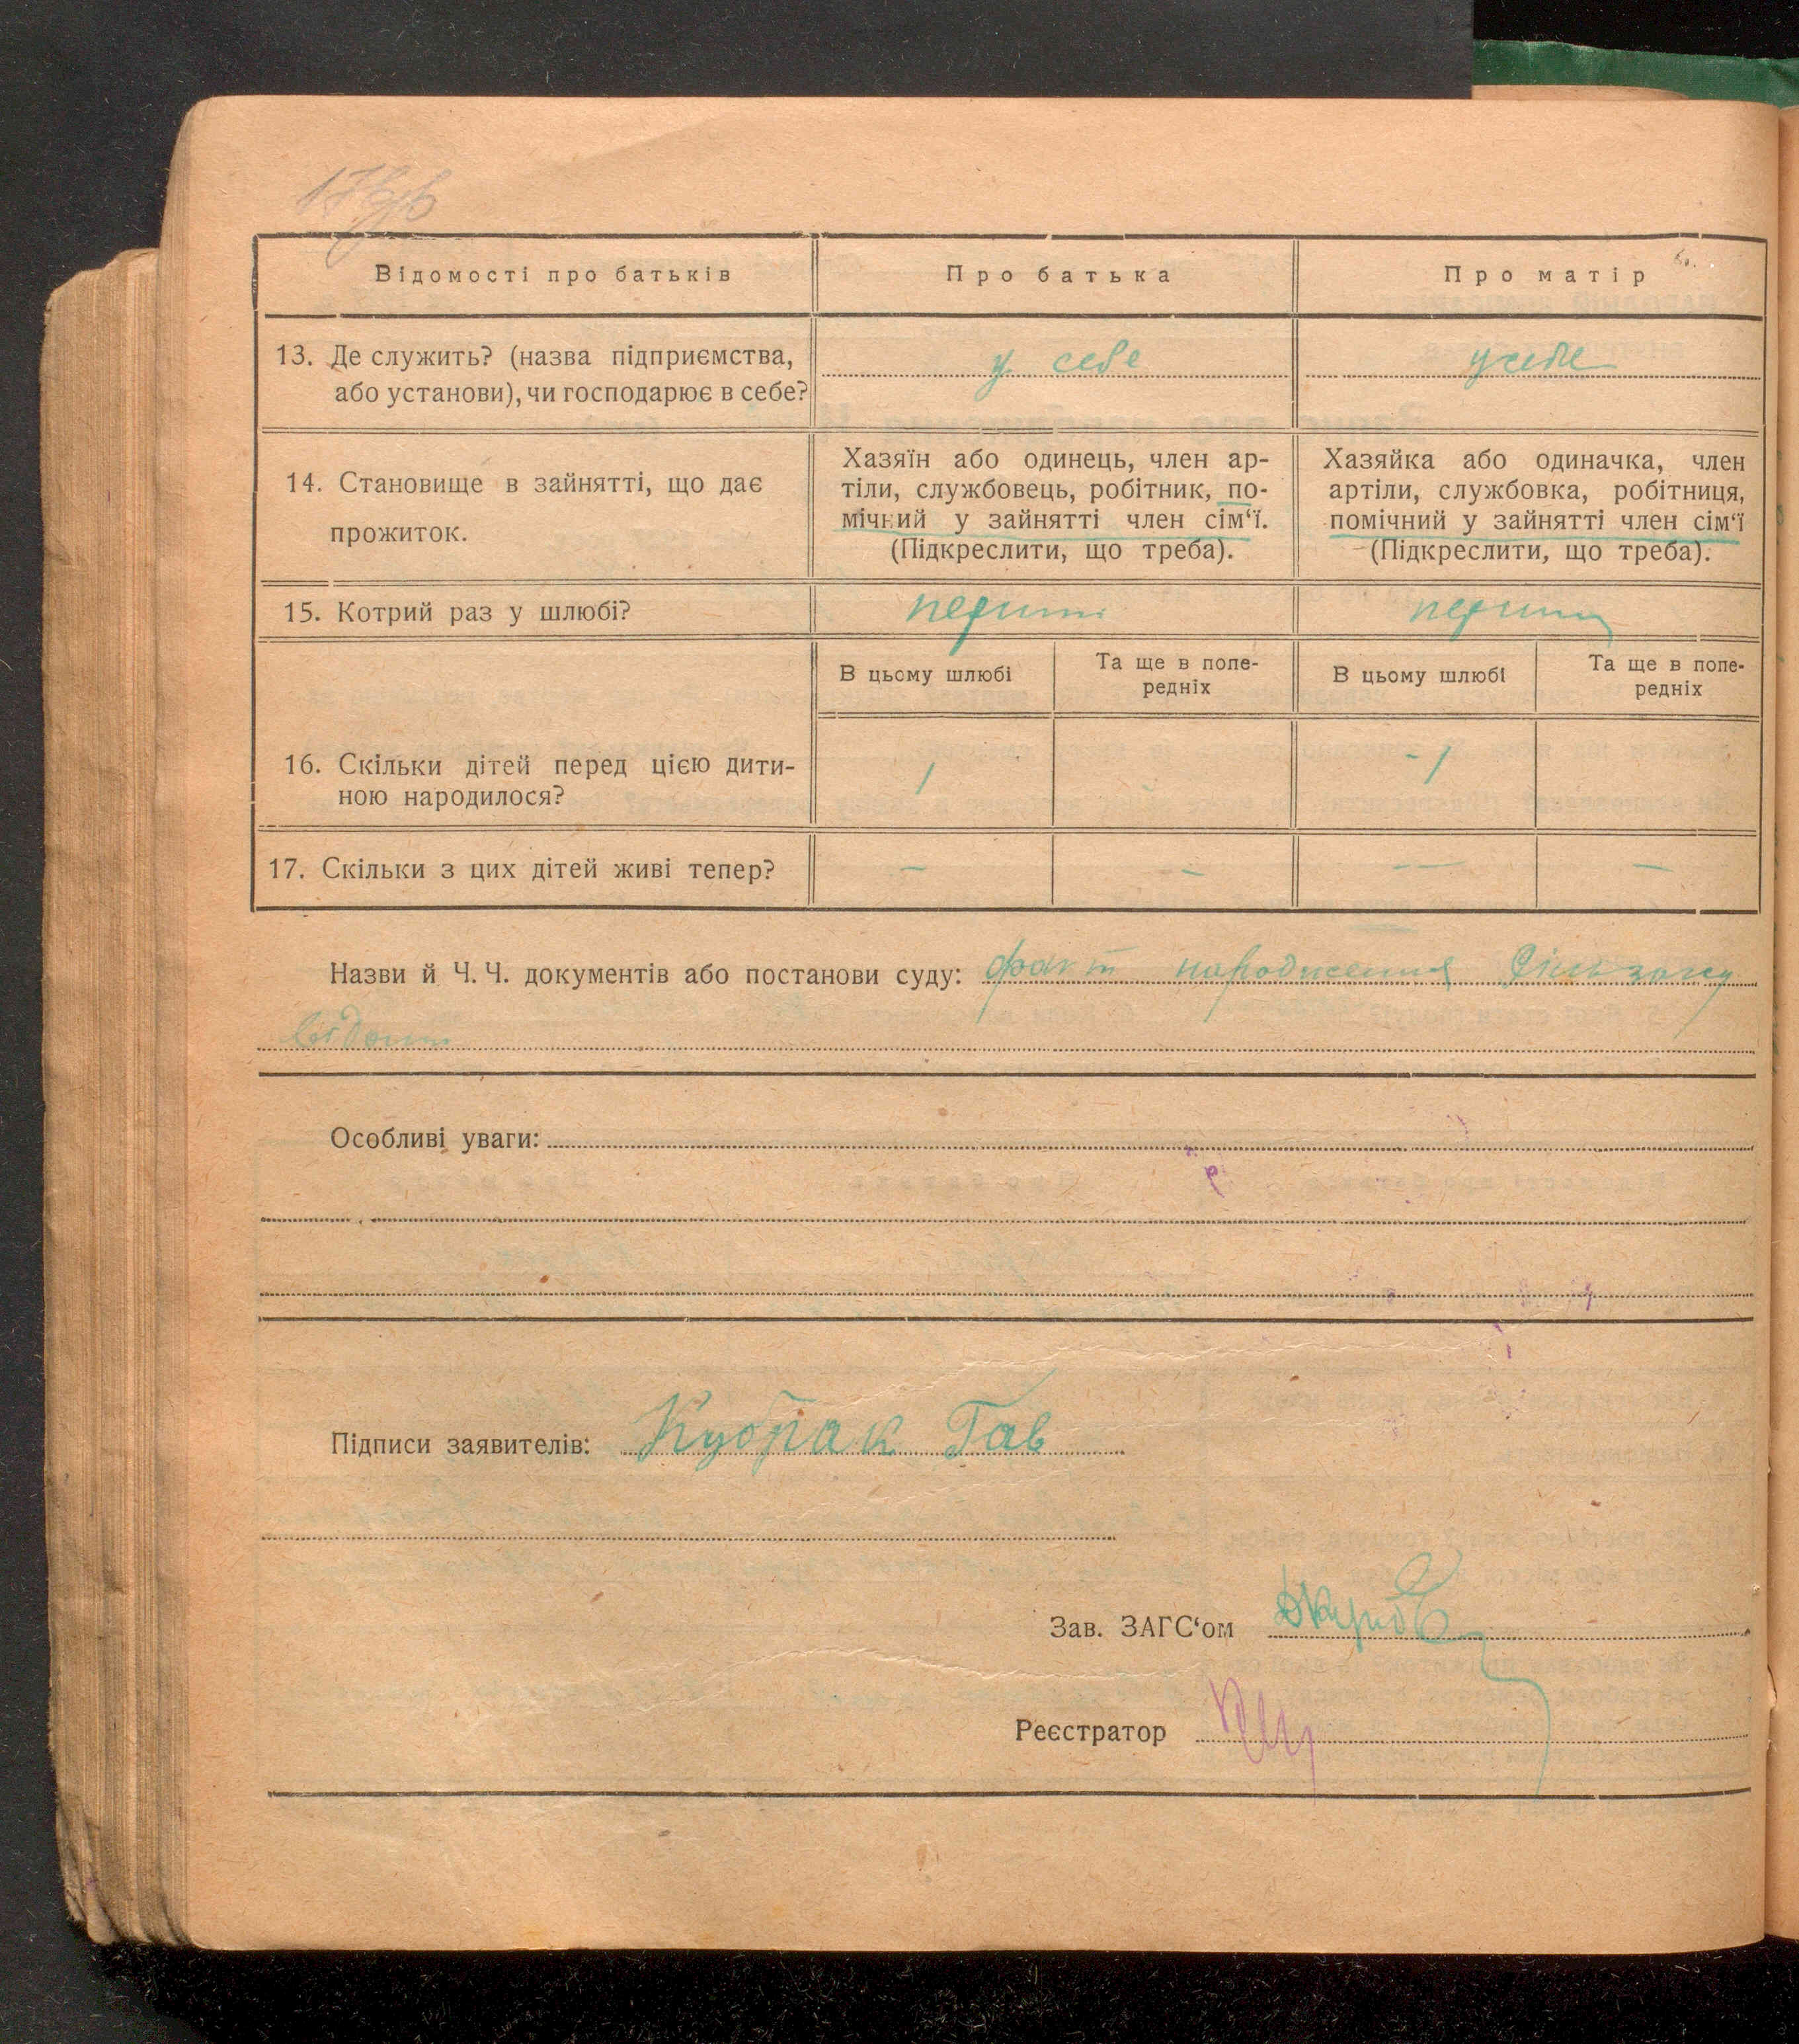 Відомості про батьків
Про батька
Про матір
13. Де служить? (назва підприємства,
або установи), чи господарює в себе?
у себе
у себе
14. Становище в зайнятті, що дає
прожиток.
Хазяїн або одинець, член ар-
тіли, службовець, робітник, по-
мічний у зайнятті член сім‘ї.
(Підкреслити, що треба).
Хазяйка або одиначка, член
артіли, службовка, робітниця,
помічний у зайнятті член сім‘ї
(Підкреслити, що треба).
15. Котрий раз у шлюбі?
перший
перший
В цьому шлюбі
Та ще в попе-
редніх
В цьому шлюбі
Та ще в попе-
редніх
16. Скільки дітей перед цією дити-
ною народилося?
1
- 1
17. Скільки з цих дітей живі тепер?
—
—
— —
—
Назви й Ч. Ч. документів або постанови суду: факт народження
Особливі уваги:
Підписи заявителів: Кубрак Гав
Зав. ЗАГС‘ом
Реєстратор